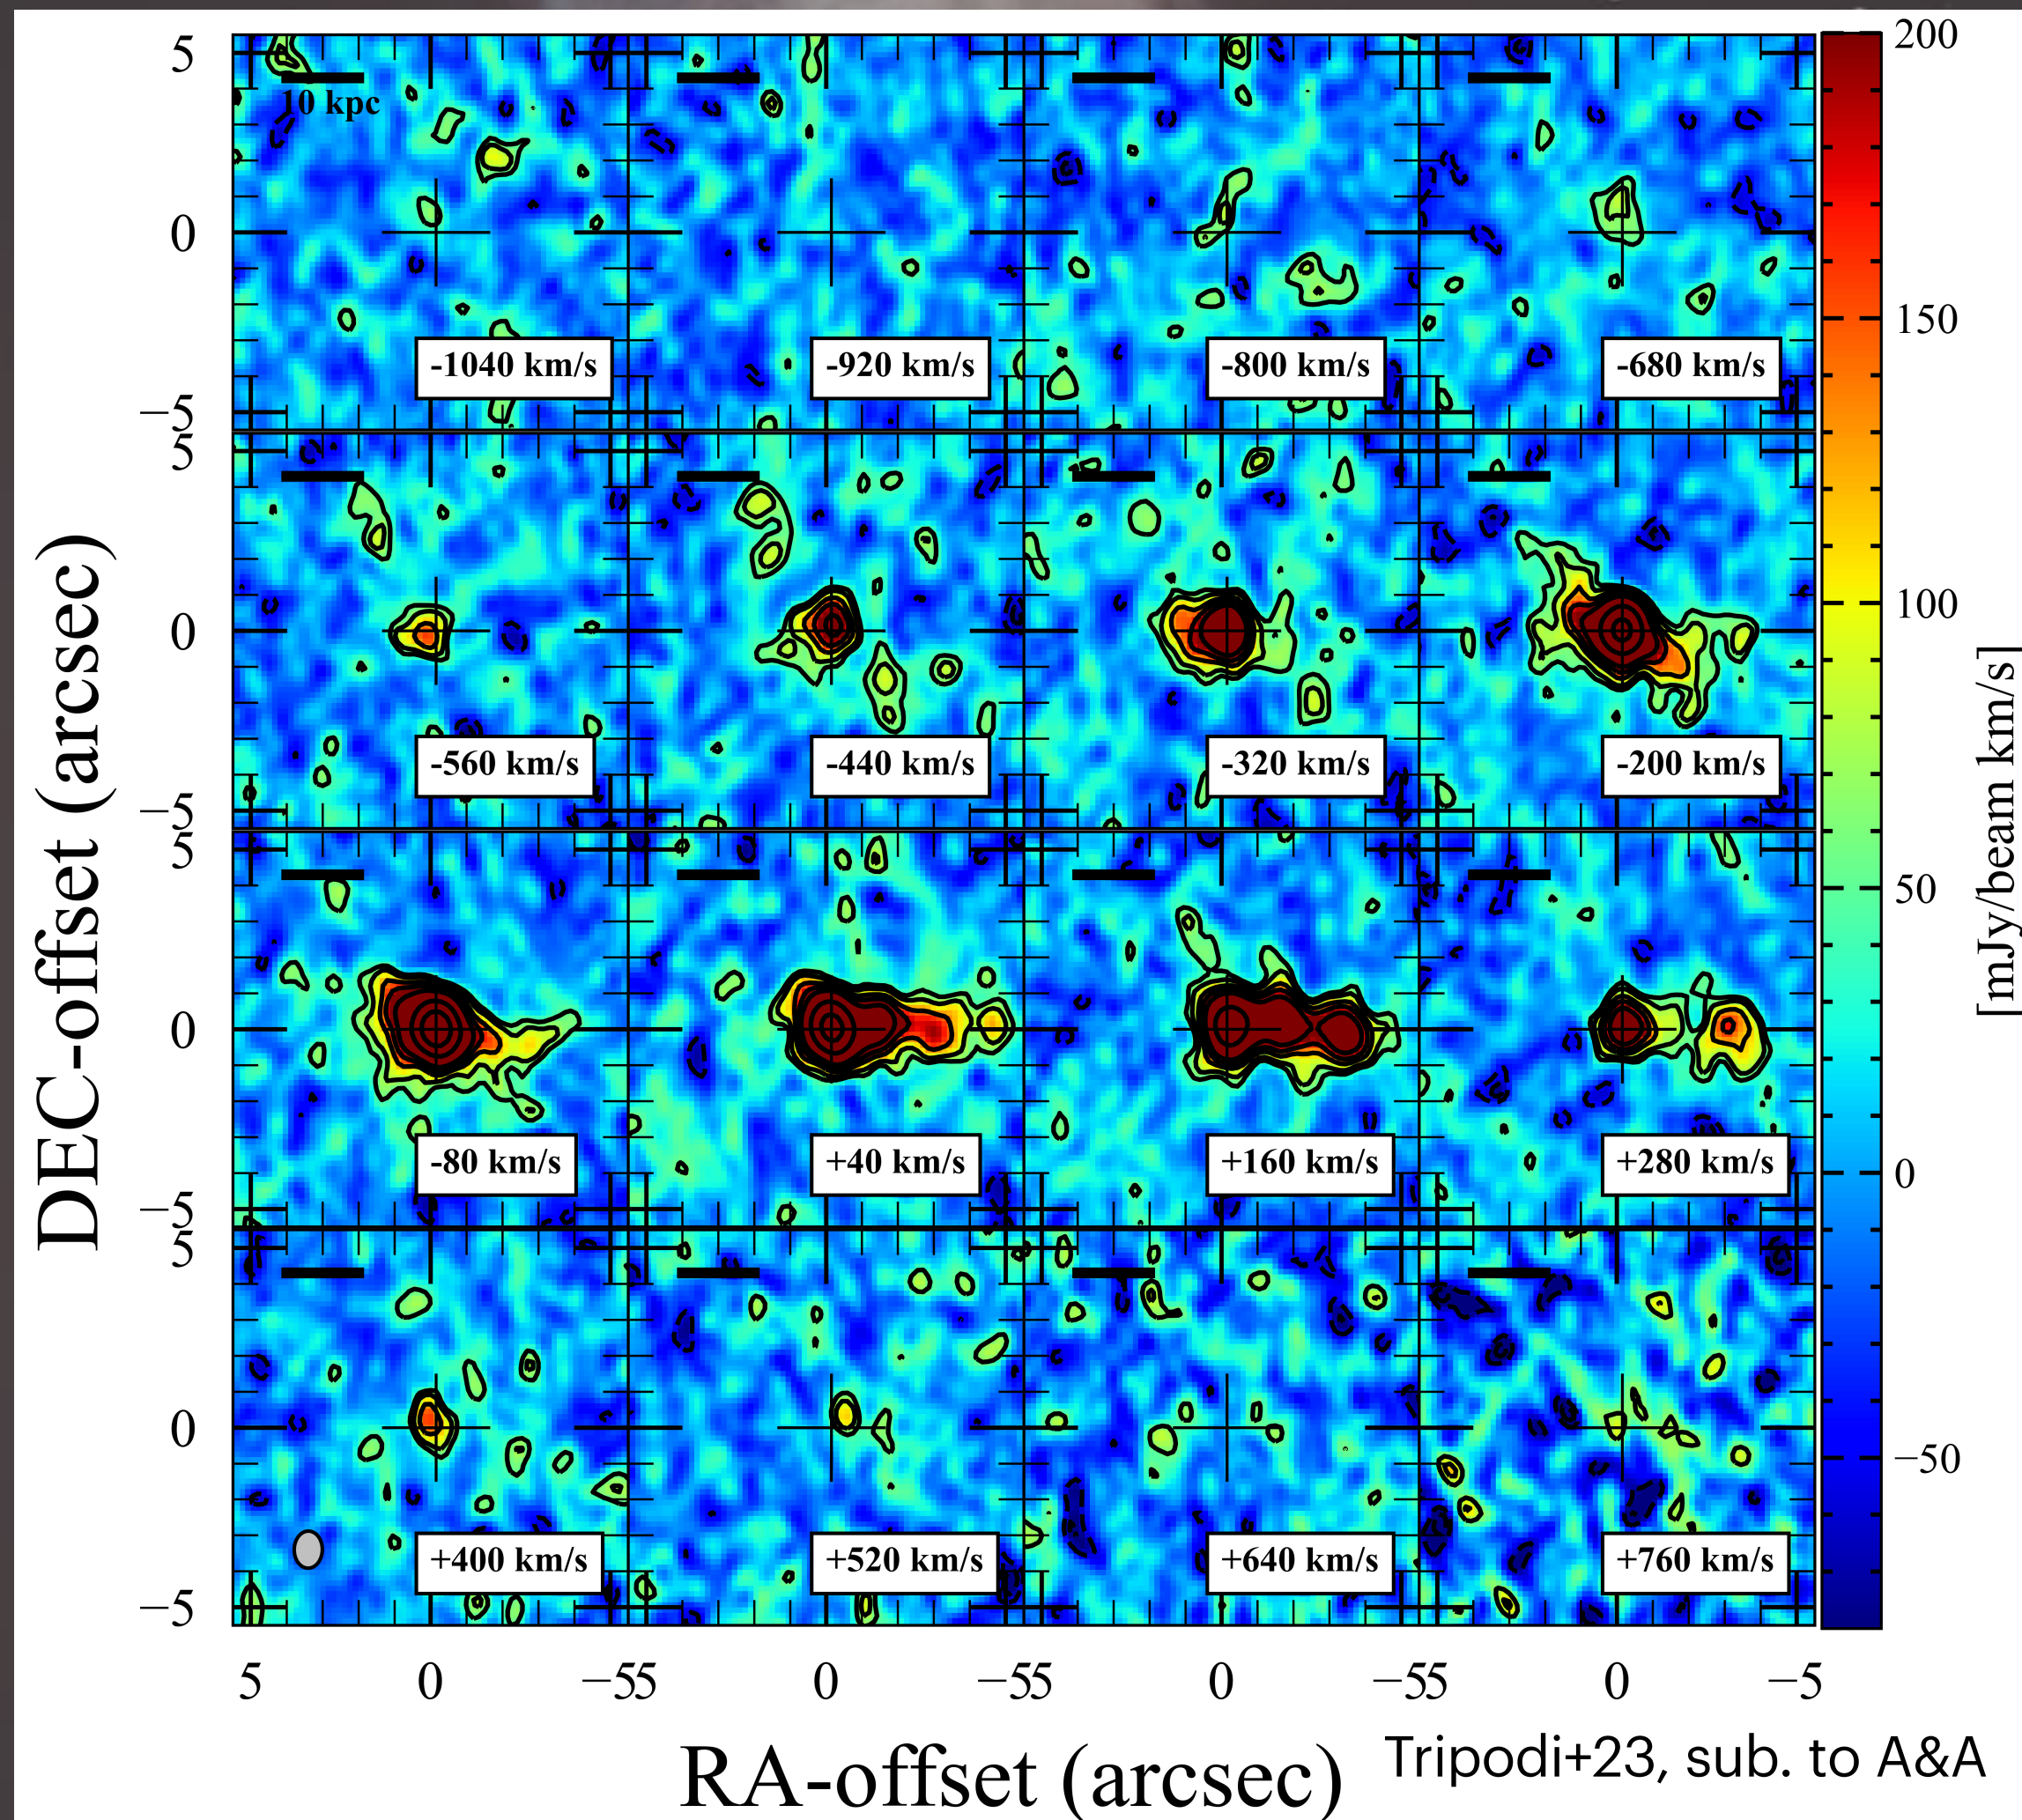 5
10 kpc
0
-1040 km/s
-920 km/s
-800 km/s
-680 km/s
−5
5
0
-560 km/s
-440 km/s
-320 km/s
-200 km/s
−5
5
0
-80 km/s
+40 km/s
+160 km/s
+280 km/s
−5
5
0
+400 km/s
+520 km/s
+640 km/s
+760 km/s
−5
5 0 −55 0 −55 0 −55 0 −5
DEC-offset (arcsec)
RA-offset (arcsec)
200
150
100
50
0
−50
[mJy/beam km/s]
Tripodi+23, sub. to A&A